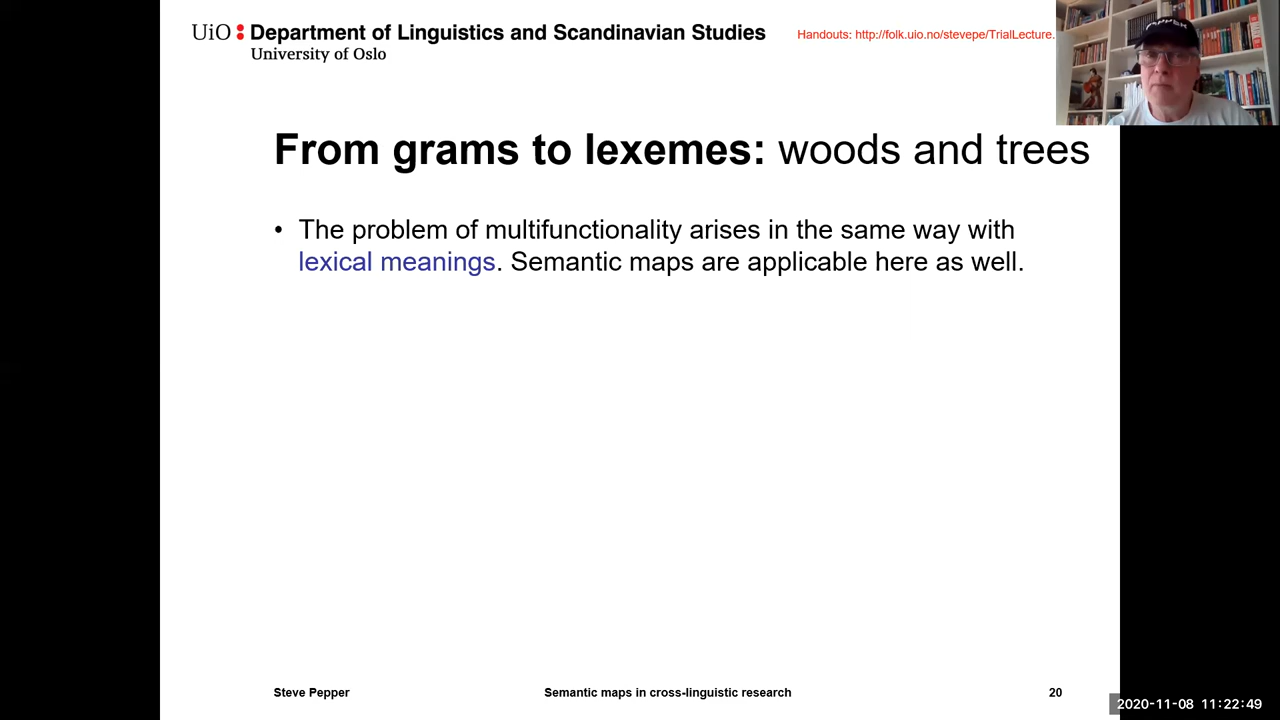 UiO : Department of Linguistics and Scandinavian Studies
University of Oslo
Handouts: http://folk.uio.no/stevepe/TrialLecture.
From grams to lexemes: woods and trees
• The problem of multifunctionality arises in the same way with
lexical meanings. Semantic maps are applicable here as well.
Steve Pepper
Semantic maps in cross-linguistic research
20
2020-11-08 11:22:49